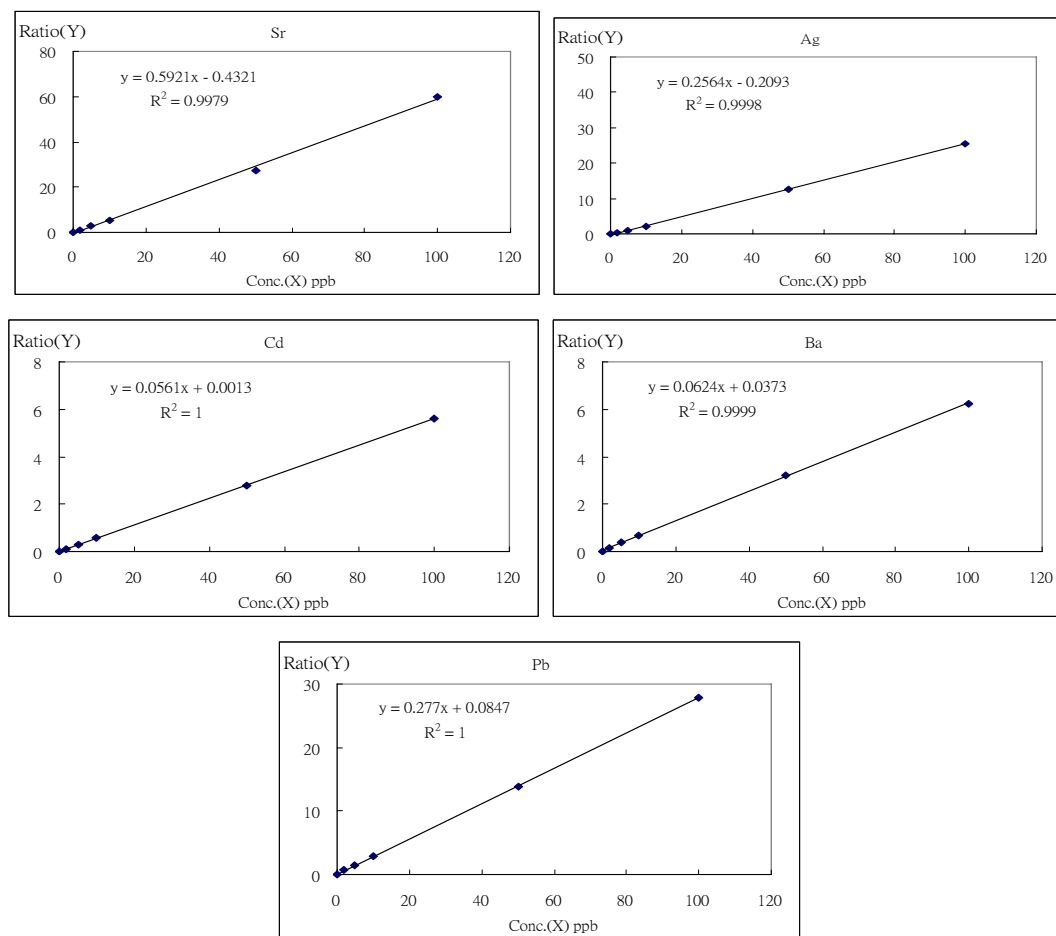 Ratio(Y)
Sr
80
60
40
20
0
y = 0.5921x - 0.4321
R² = 0.9979
0 20 40 60 80 100 120
Conc.(X) ppb
Ratio(Y)
Ag
50
40
30
20
10
0
y = 0.2564x - 0.2093
R² = 0.9998
0 20 40 60 80 100 120
Conc.(X) ppb
Ratio(Y)
Cd
8
6
4
2
0
y = 0.0561x + 0.0013
R² = 1
0 20 40 60 80 100 120
Conc.(X) ppb
Ratio(Y)
Ba
8
6
4
2
0
y = 0.0624x + 0.0373
R² = 0.9999
0 20 40 60 80 100 120
Conc.(X) ppb
Ratio(Y)
Pb
30
20
10
0
y = 0.277x + 0.0847
R² = 1
0 20 40 60 80 100 120
Conc.(X) ppb